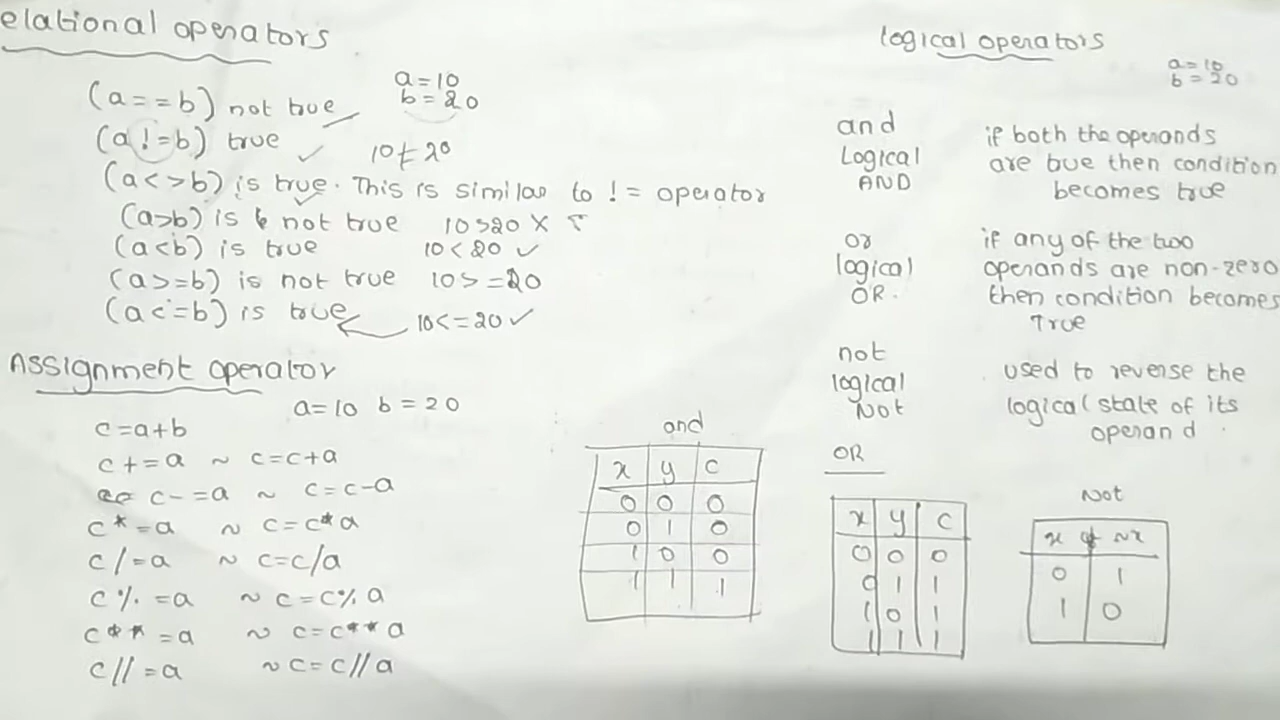 elational operators
a=10
b=20
(a==b) not true
(a!=b) true ✓ 10≠20
(a<>b) is true. This is similar to != operator
(a>b) is not true 10>20 X
(a<b) is true 10<20 ✓
(a>=b) is not true 10>=20
(a<=b) is true 10<=20 ✓
Assignment operator
a=10 b=20
c=a+b
c+=a ~ c=c+a
c-=a ~ c=c-a
c*=a ~ c=c*a
c/=a ~ c=c/a
c%=a ~ c=c%a
c**=a ~ c=c**a
c//=a ~ c=c//a
and
x y c
0 0 0
0 1 0
1 0 0
1 1 1
logical operators
a=10
b=20
and if both the operands
Logical are true then condition
AND becomes true
or if any of the two
logical operands are non-zero
OR. then condition becomes
True
not used to reverse the
logical logical state of its
NOT operand
OR
x y c
0 0 0
0 1 1
1 0 1
1 1 1
Not
x ~x
0 1
1 0